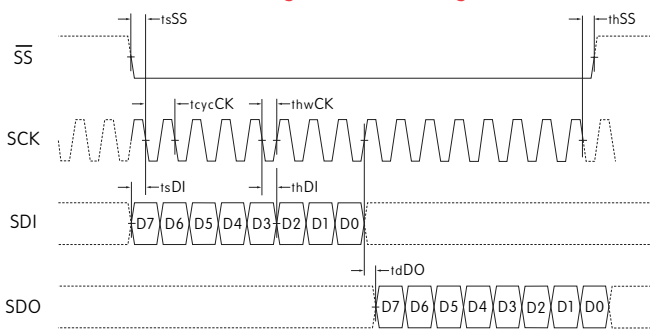 tsSS thSS
SS
tcycCK thwCK
SCK
tsDI thDI
SDI D7 D6 D5 D4 D3 D2 D1 D0
tdDO
SDO D7 D6 D5 D4 D3 D2 D1 D0